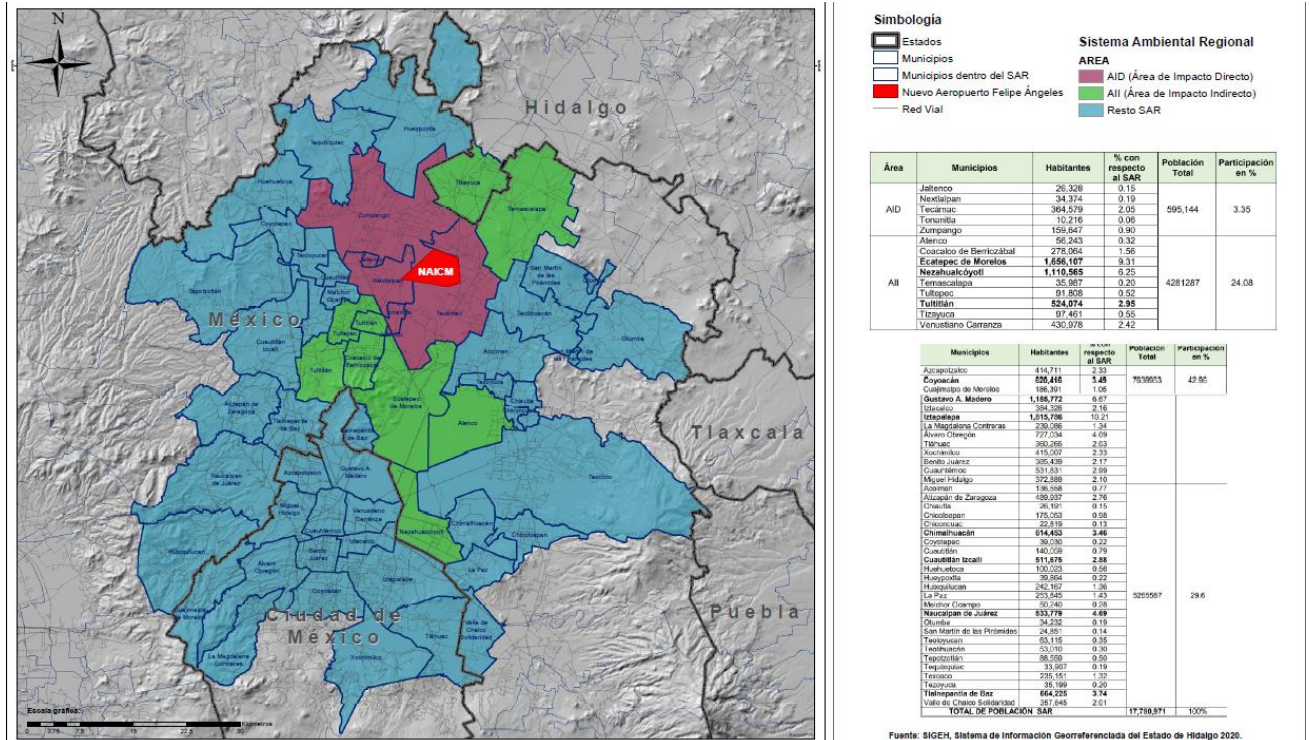 N
Hidalgo
Hueypoxtla
Tequixquiac
Huehuetoca
Tizayuca
Temascalapa
Zumpango
Coyotepec
Teoloyucan
Jaltenco
NAICM
San Martín
de las
Pirámides
Cuautitlán
Nextlalpan
Melchor
Ocampo
Tepotzotlán
México
Tultitlán
Tultepec
Tecámac
Teotihuacán
Otumba
Cuautitlán
Izcalli
Coacalco de
Berriozábal
Tultitlán
Acolman
Tezoyuca
Ecatepec
de Morelos
Chiautla
Atizapán de
Zaragoza
Atenco
Tlalnepantla
de Baz
Tlalnepantla
de Baz
Tlaxcala
Naucalpan
de Juárez
Azcapotzalco
Gustavo A.
Madero
Texcoco
Miguel
Hidalgo
Venustiano
Carranza
Nezahualcóyotl
Chimalhuacán
Cuauhtémoc
Chicoloapan
Iztacalco
Huixquilucan
Benito
Juárez
La Paz
Álvaro
Obregón
Iztapalapa
Coyoacán
Cuajimalpa
de Morelos
Puebla
Ciudad de
México
Tláhuac
Valle de
Chalco
Solidaridad
La Magdalena
Contreras
Xochimilco
Escala gráfica:
0 3.75 7.5 15 22.5 30
Kilómetros
Simbología
Estados
Municipios
Municipios dentro del SAR
Nuevo Aeropuerto Felipe Ángeles
Red Vial
Sistema Ambiental Regional
AREA
AID (Área de Impacto Directo)
AII (Área de Impacto Indirecto)
Resto SAR
Área Municipios Habitantes % con respecto al SAR Población Total Participación en %
AID
Jaltenco 26,328 0.15
Nextlalpan 34,374 0.19
Tecámac 364,579 2.05 595,144 3.35
Tonanitla 10,216 0.06
Zumpango 159,647 0.90
AII
Atenco 56,243 0.32
Coacalco de Berriozábal 278,064 1.56
Ecatepec de Morelos 1,656,107 9.31
Nezahualcóyotl 1,110,565 6.25
Temascalapa 35,987 0.20 4281287 24.08
Tultepec 91,808 0.52
Tultitlán 524,074 2.95
Tizayuca 97,461 0.55
Venustiano Carranza 430,978 2.42
Municipios Habitantes % con respecto al SAR Población Total Participación en %
Azcapotzalco 414,711 2.33
Coyoacán 620,416 3.49 7638953 42.96
Cuajimalpa de Morelos 186,391 1.05
Gustavo A. Madero 1,185,772 6.67
Iztacalco 384,326 2.16
Iztapalapa 1,815,786 10.21
La Magdalena Contreras 239,086 1.34
Álvaro Obregón 727,034 4.09
Tláhuac 360,265 2.03
Xochimilco 415,007 2.33
Benito Juárez 385,439 2.17
Cuauhtémoc 531,831 2.99
Miguel Hidalgo 372,889 2.10
Acolman 136,558 0.77
Atizapán de Zaragoza 489,937 2.76
Chiautla 26,191 0.15
Chicoloapan 175,053 0.98
Chiconcuac 22,819 0.13
Chimalhuacán 614,453 3.46
Coyotepec 39,030 0.22
Cuautitlán 140,059 0.79
Cuautitlán Izcalli 511,675 2.88
Huehuetoca 100,023 0.56
Hueypoxtla 39,864 0.22
Huixquilucan 242,167 1.36
La Paz 253,845 1.43 5265587 29.6
Melchor Ocampo 50,240 0.28
Naucalpan de Juárez 833,779 4.69
Otumba 34,232 0.19
San Martín de las Pirámides 24,851 0.14
Teoloyucan 63,115 0.35
Teotihuacán 53,010 0.30
Tepotzotlán 88,559 0.50
Tequixquiac 33,907 0.19
Texcoco 235,151 1.32
Tezoyuca 35,199 0.20
Tlalnepantla de Baz 664,225 3.74
Valle de Chalco Solidaridad 357,645 2.01
TOTAL DE POBLACIÓN SAR 17,780,971 100%
Fuente: SIGEH, Sistema de Información Georreferenciada del Estado de Hidalgo 2020.